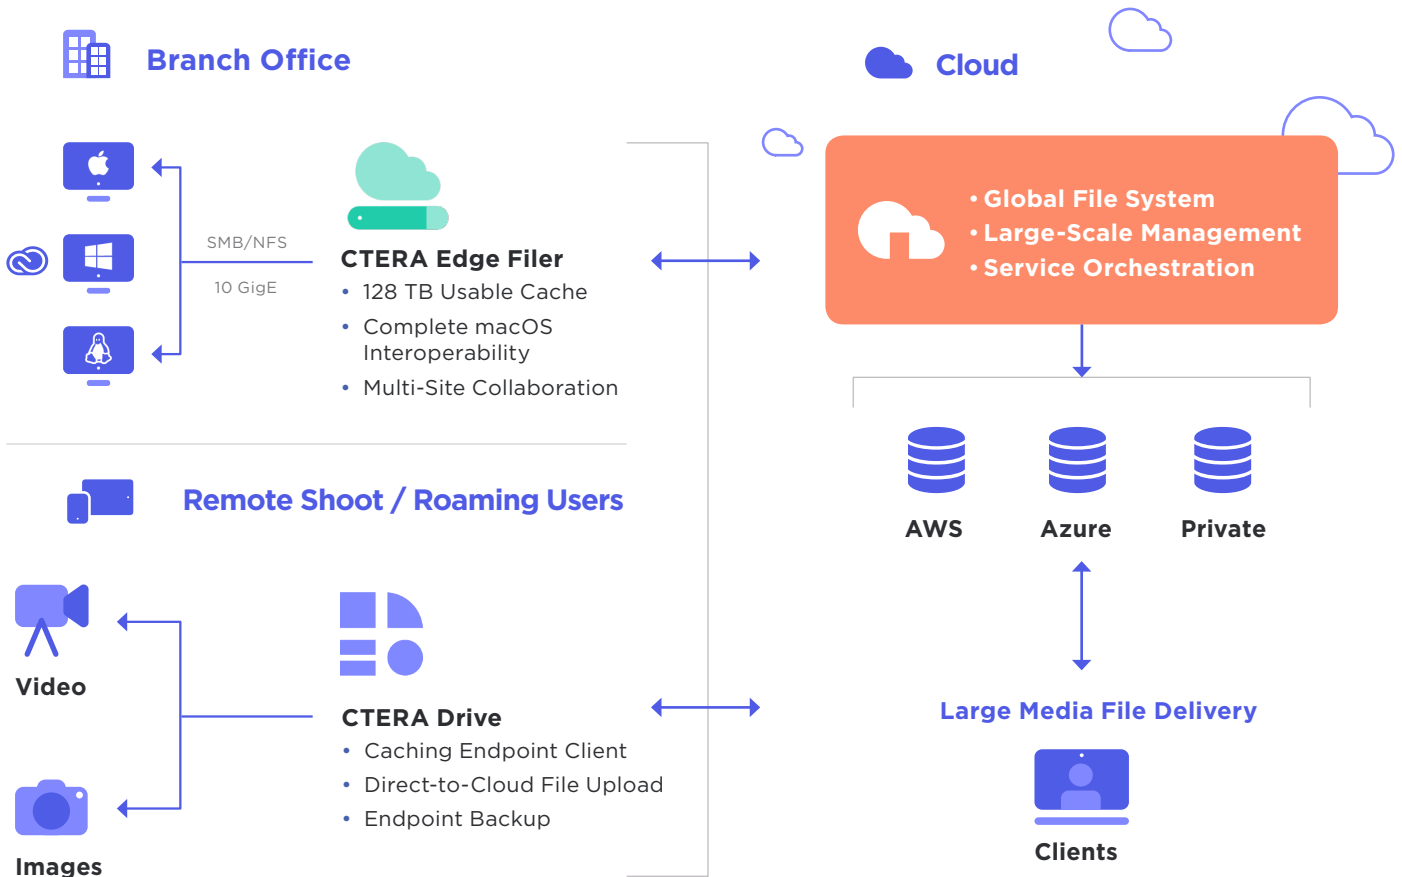 Branch Office
SMB/NFS
10 GigE
CTERA Edge Filer
• 128 TB Usable Cache
• Complete macOS
Interoperability
• Multi-Site Collaboration
Remote Shoot / Roaming Users
Video
Images
CTERA Drive
• Caching Endpoint Client
• Direct-to-Cloud File Upload
• Endpoint Backup
Cloud
• Global File System
• Large-Scale Management
• Service Orchestration
AWS
Azure
Private
Large Media File Delivery
Clients